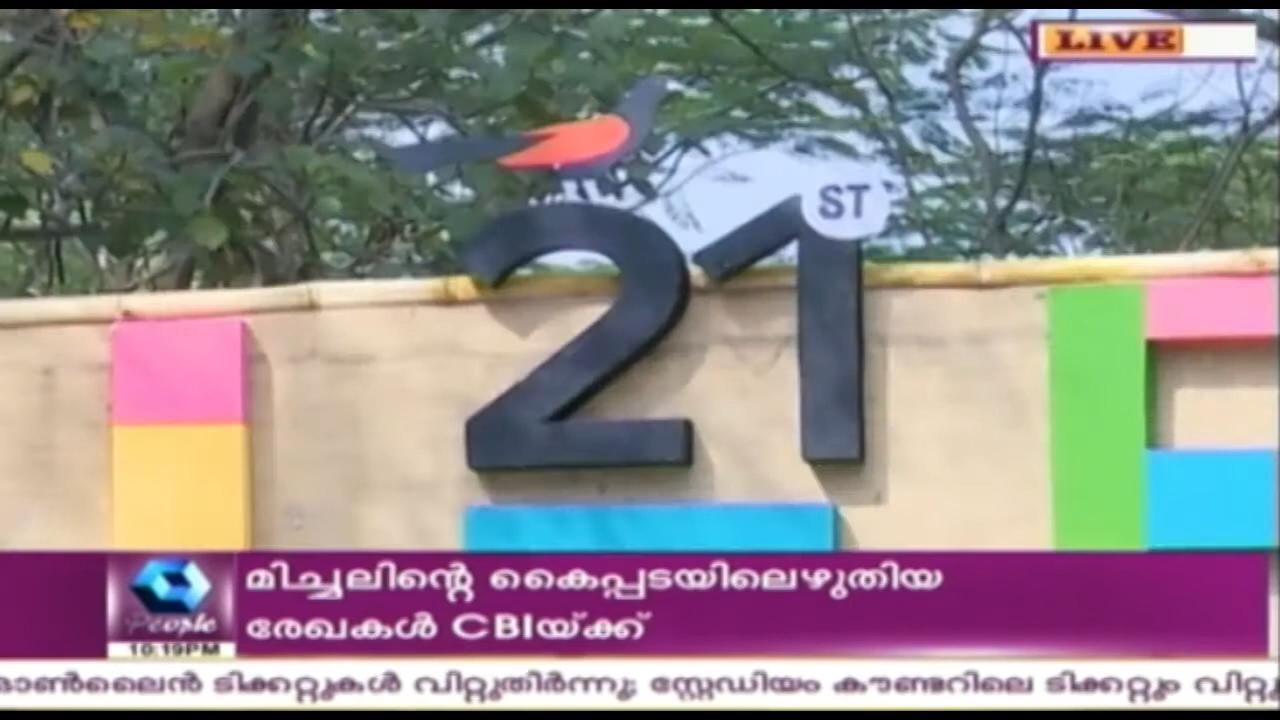 LIVE
21
ST
മിച്ചലിന്റെ കൈപ്പടയിലെഴുതിയ
രേഖകൾ CBIയ്ക്ക്
People
10:19PM
ഓൺലൈൻ ടിക്കറ്റുകൾ വിറ്റുതീർന്നു; സ്റ്റേഡിയം കൗണ്ടറിലെ ടിക്കറ്റും